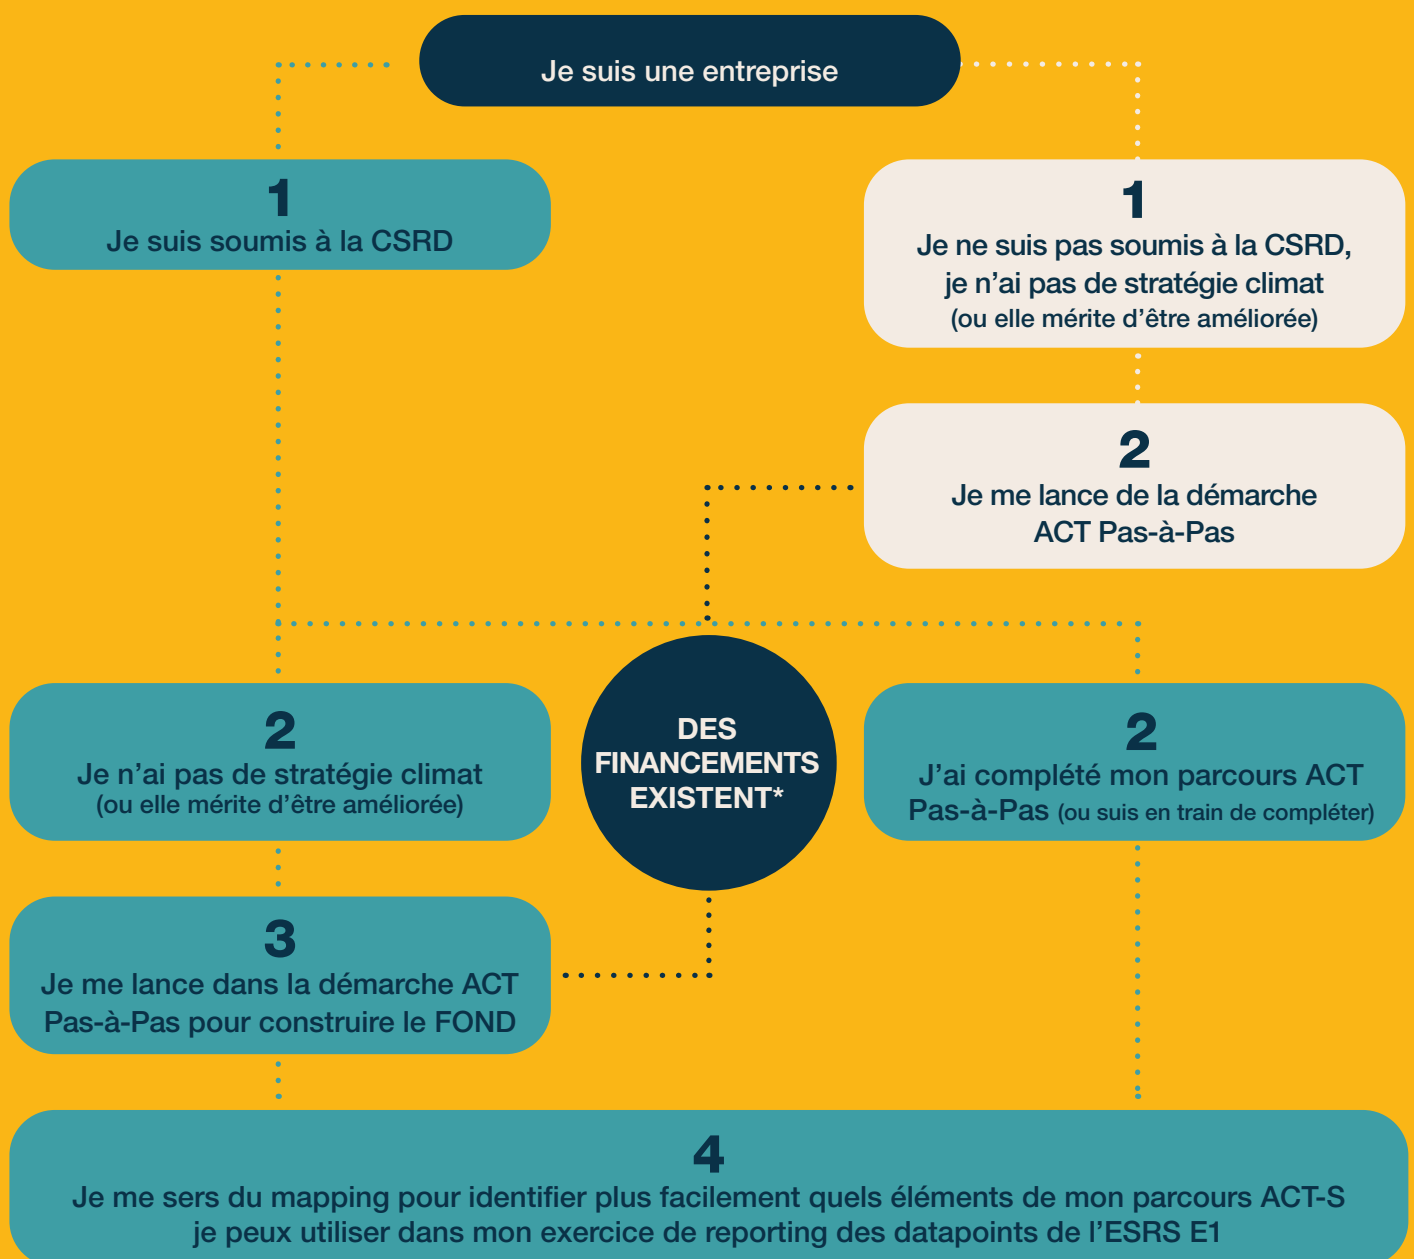 Je suis une entreprise
1
Je suis soumis à la CSRD
1
Je ne suis pas soumis à la CSRD,
je n'ai pas de stratégie climat
(ou elle mérite d'être améliorée)
2
Je me lance de la démarche
ACT Pas-à-Pas
2
Je n'ai pas de stratégie climat
(ou elle mérite d'être améliorée)
DES
FINANCEMENTS
EXISTENT*
2
J'ai complété mon parcours ACT
Pas-à-Pas (ou suis en train de compléter)
3
Je me lance dans la démarche ACT
Pas-à-Pas pour construire le FOND
4
Je me sers du mapping pour identifier plus facilement quels éléments de mon parcours ACT-S
je peux utiliser dans mon exercice de reporting des datapoints de l'ESRS E1